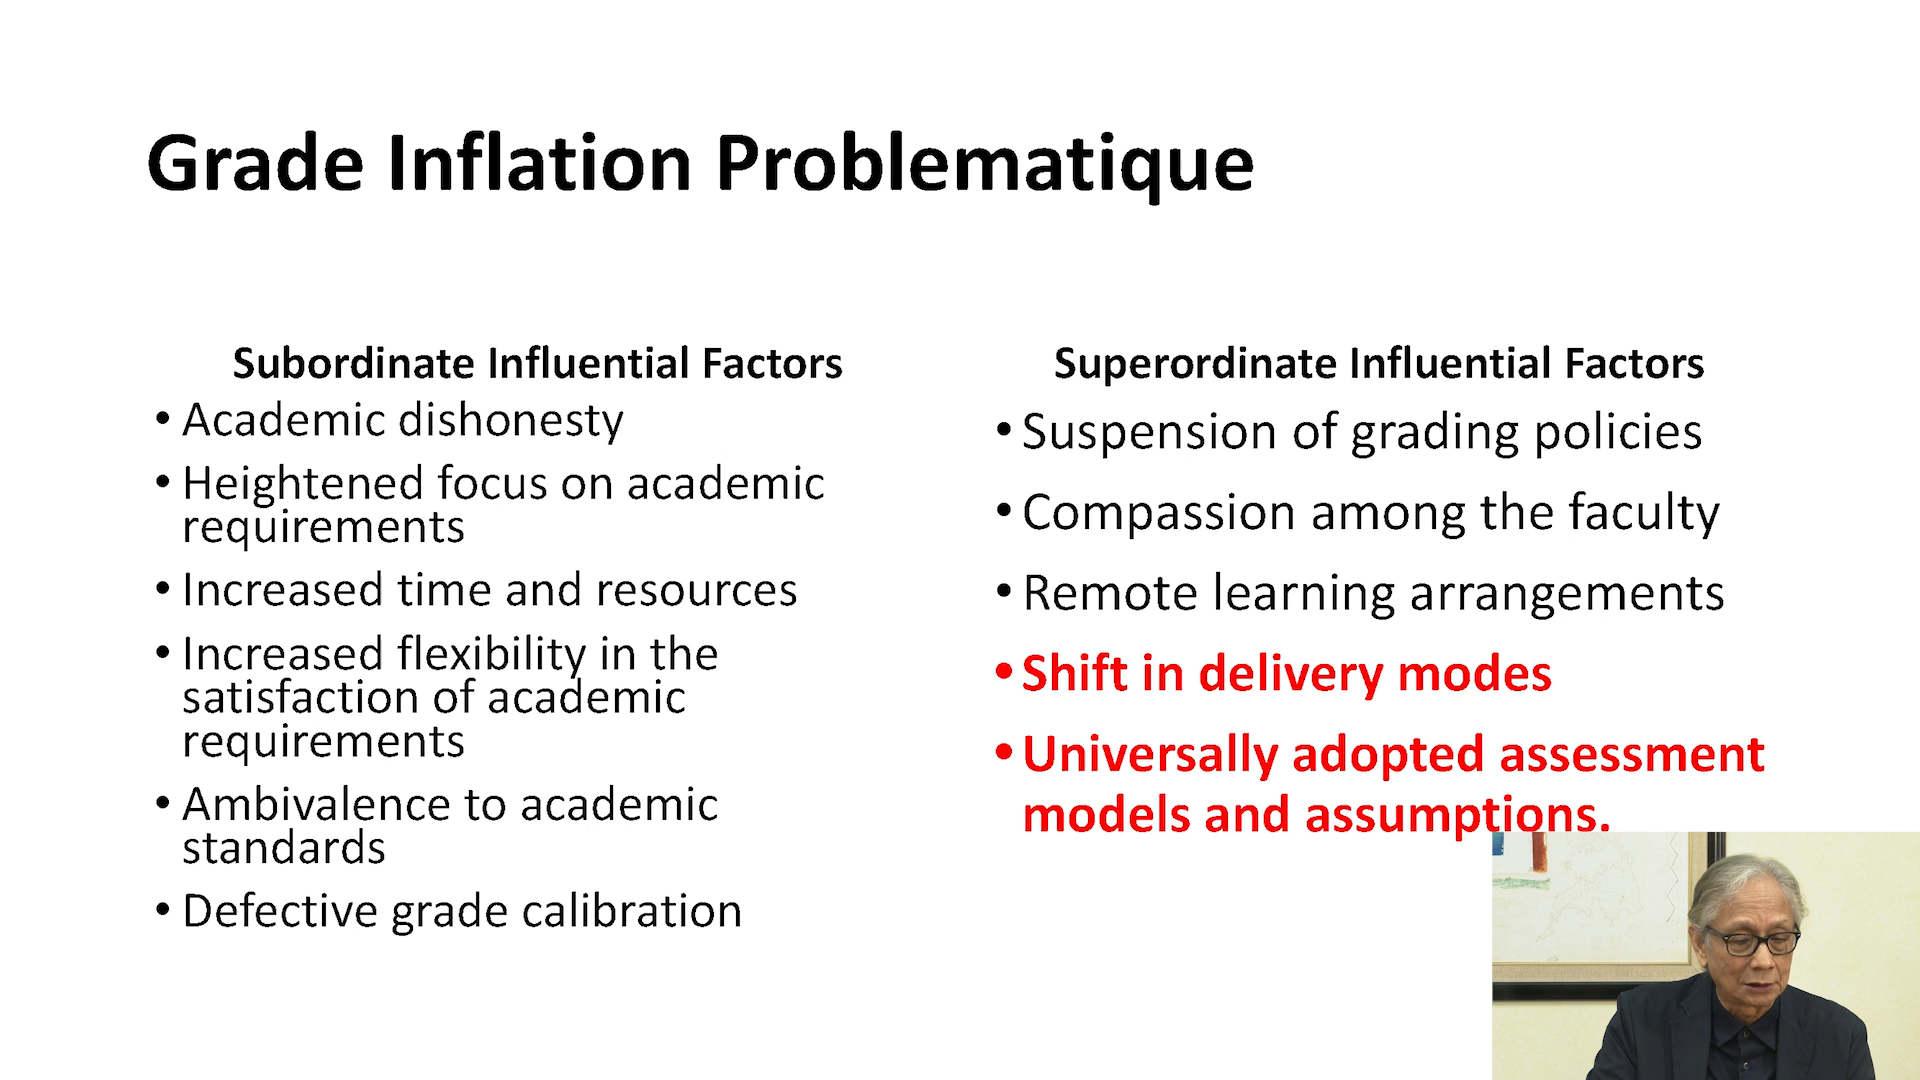 Grade Inflation Problematique
Subordinate Influential Factors
• Academic dishonesty
• Heightened focus on academic
requirements
• Increased time and resources
• Increased flexibility in the
satisfaction of academic
requirements
• Ambivalence to academic
standards
• Defective grade calibration
Superordinate Influential Factors
• Suspension of grading policies
• Compassion among the faculty
• Remote learning arrangements
• Shift in delivery modes
• Universally adopted assessment
models and assumptions.